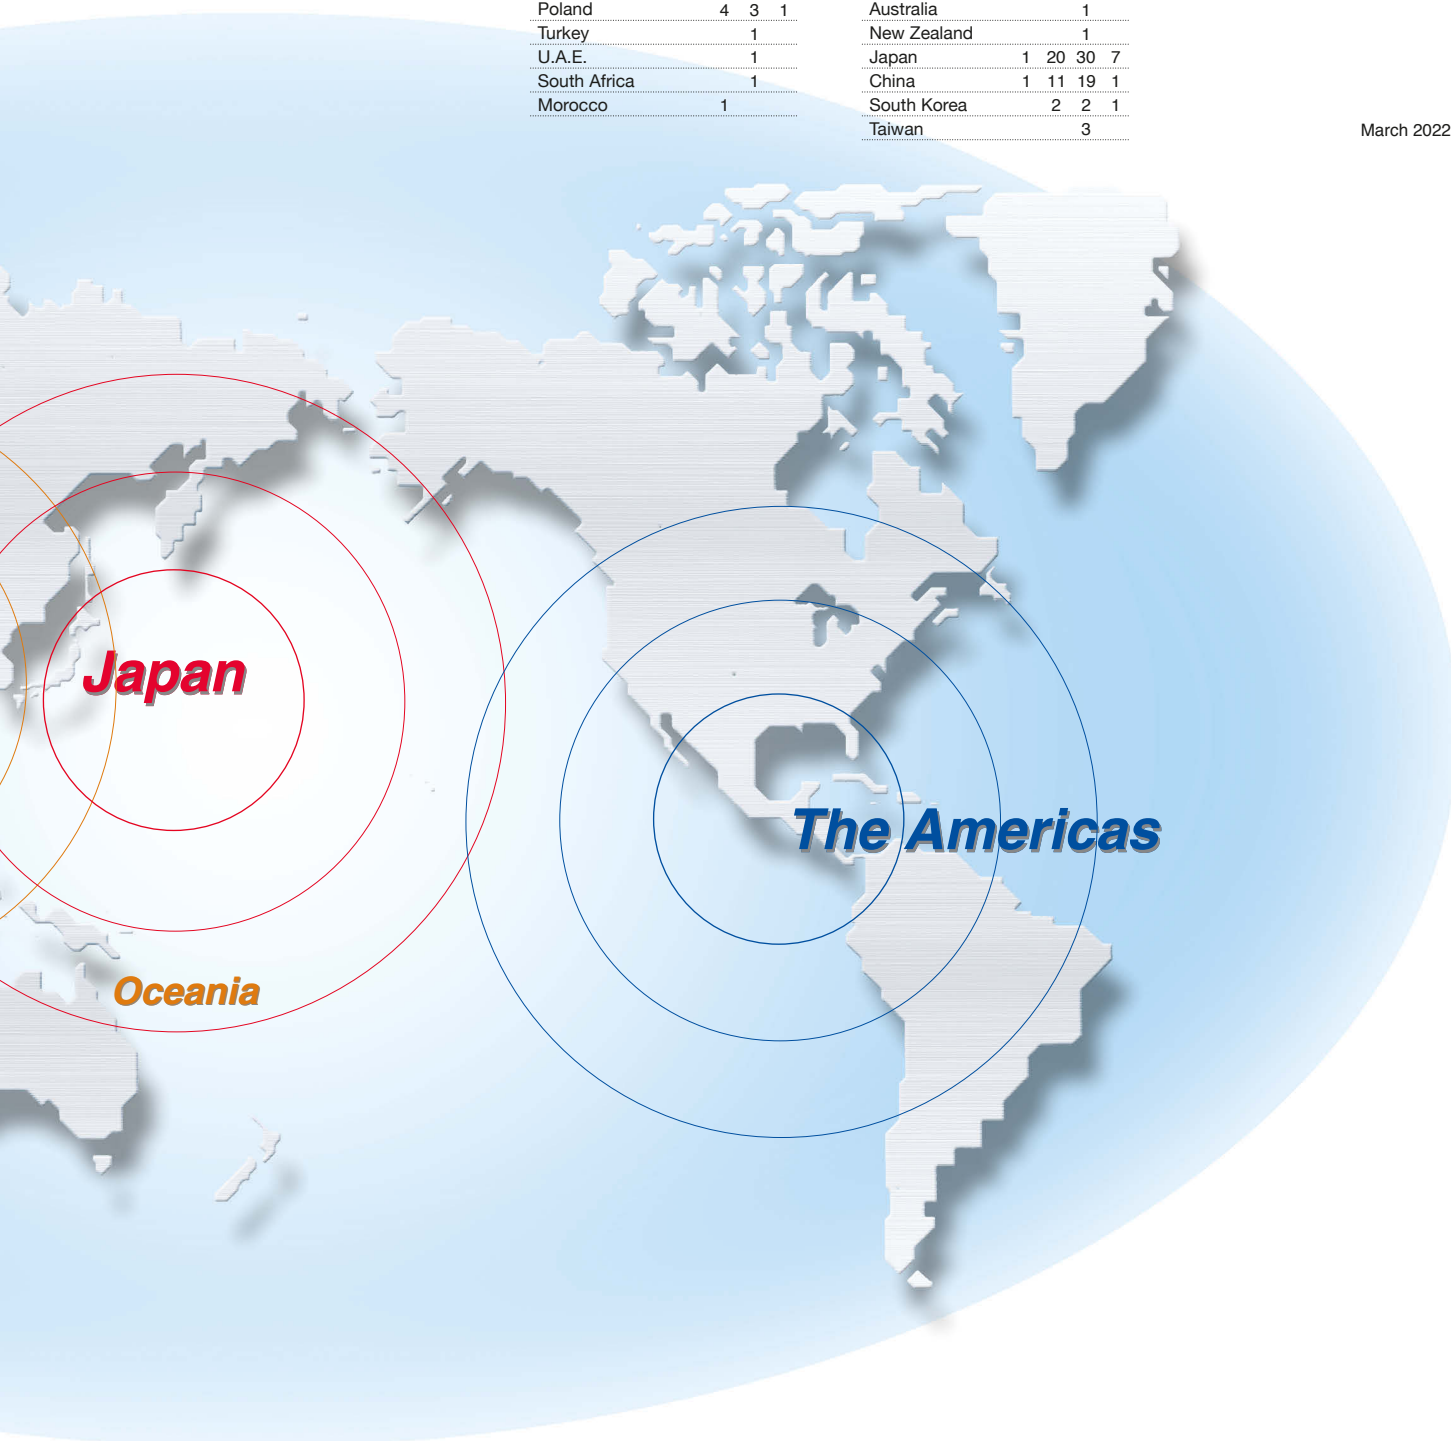 Poland 4 3 1
Turkey 1
U.A.E. 1
South Africa 1
Morocco 1
Australia 1
New Zealand 1
Japan 1 20 30 7
China 1 11 19 1
South Korea 2 2 1
Taiwan 3
March 2022
Japan
The Americas
Oceania